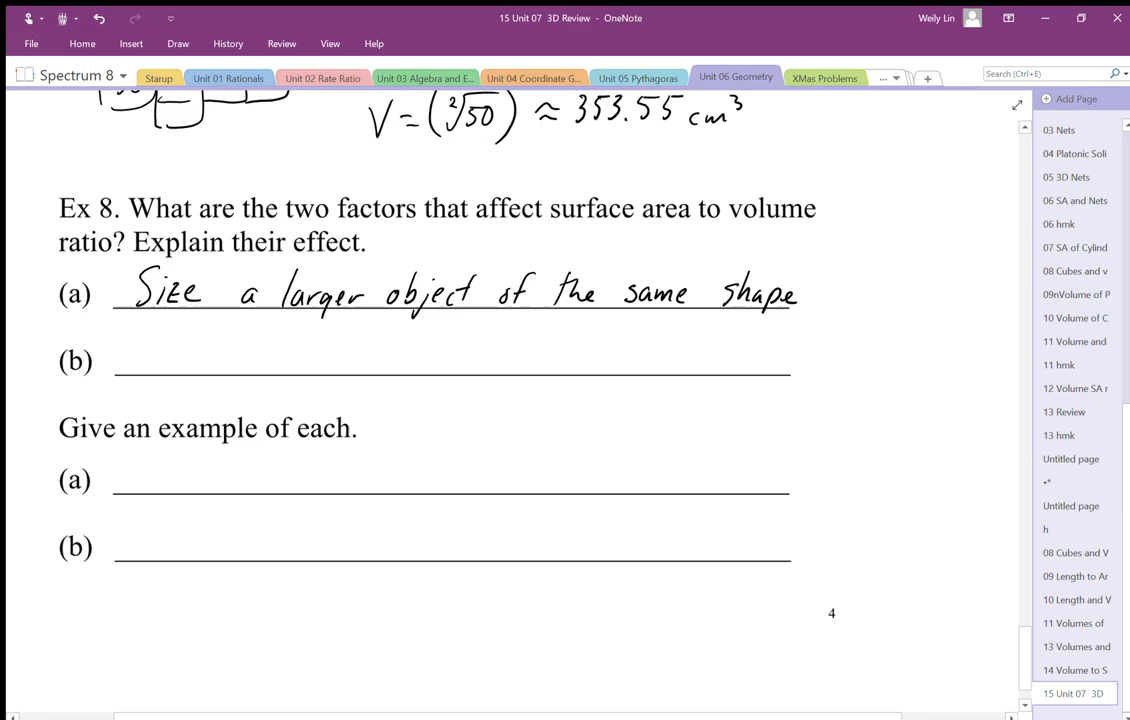 15 Unit 07 3D Review - OneNote
Weily Lin
File Home Insert Draw History Review View Help
Spectrum 8
Starup
Unit 01 Rationals
Unit 02 Rate Ratio
Unit 03 Algebra and E...
Unit 04 Coordinate G...
Unit 05 Pythagoras
Unit 06 Geometry
XMas Problems
...
Search (Ctrl+E)
V = (²√50) ≈ 353.55 cm³
Ex 8. What are the two factors that affect surface area to volume
ratio? Explain their effect.
(a) Size a larger object of the same shape
(b)
Give an example of each.
(a)
(b)
4
Add Page
03 Nets
04 Platonic Soli
05 3D Nets
06 SA and Nets
06 hmk
07 SA of Cylind
08 Cubes and v
09nVolume of P
10 Volume of C
11 Volume and
11 hmk
12 Volume SA r
13 Review
13 hmk
Untitled page
•*
Untitled page
h
08 Cubes and V
09 Length to Ar
10 Length and V
11 Volumes of
13 Volumes and
14 Volume to S
15 Unit 07 3D